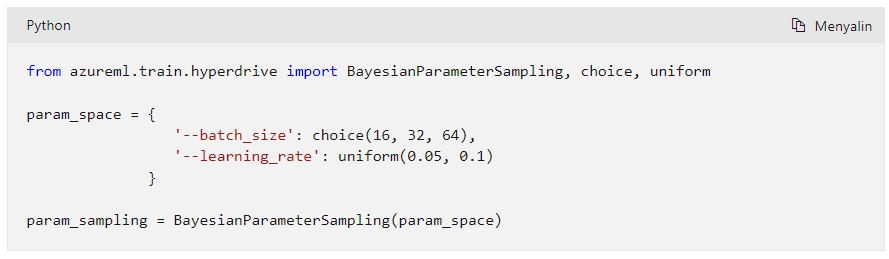 Python
Menyalin
from azureml.train.hyperdrive import BayesianParameterSampling, choice, uniform
param_space = {
'--batch_size': choice(16, 32, 64),
'--learning_rate': uniform(0.05, 0.1)
}
param_sampling = BayesianParameterSampling(param_space)